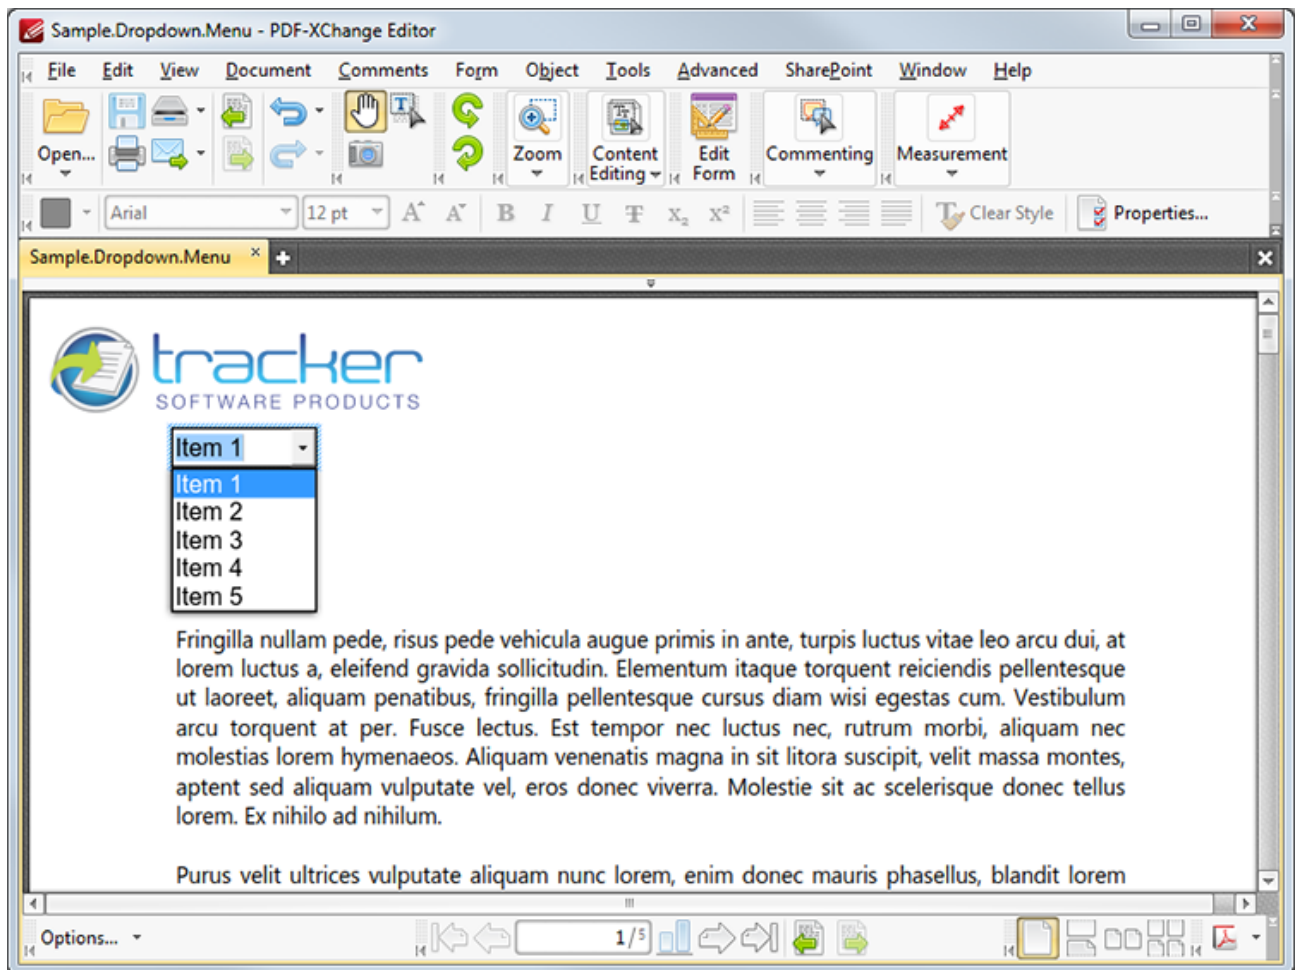 Sample.Dropdown.Menu - PDF-XChange Editor
File Edit View Document Comments Form Object Tools Advanced SharePoint Window Help
Open... Zoom Content Editing Edit Form Commenting Measurement
Arial 12 pt A A B I U T X₂ X² Clear Style Properties...
Sample.Dropdown.Menu
tracker
SOFTWARE PRODUCTS
Item 1
Item 1
Item 2
Item 3
Item 4
Item 5
Fringilla nullam pede, risus pede vehicula augue primis in ante, turpis luctus vitae leo arcu dui, at
lorem luctus a, eleifend gravida sollicitudin. Elementum itaque torquent reiciendis pellentesque
ut laoreet, aliquam penatibus, fringilla pellentesque cursus diam wisi egestas cum. Vestibulum
arcu torquent at per. Fusce lectus. Est tempor nec luctus nec, rutrum morbi, aliquam nec
molestias lorem hymenaeos. Aliquam venenatis magna in sit litora suscipit, velit massa montes,
aptent sed aliquam vulputate vel, eros donec viverra. Molestie sit ac scelerisque donec tellus
lorem. Ex nihilo ad nihilum.
Purus velit ultrices vulputate aliquam nunc lorem, enim donec mauris phasellus, blandit lorem
Options... 1/5